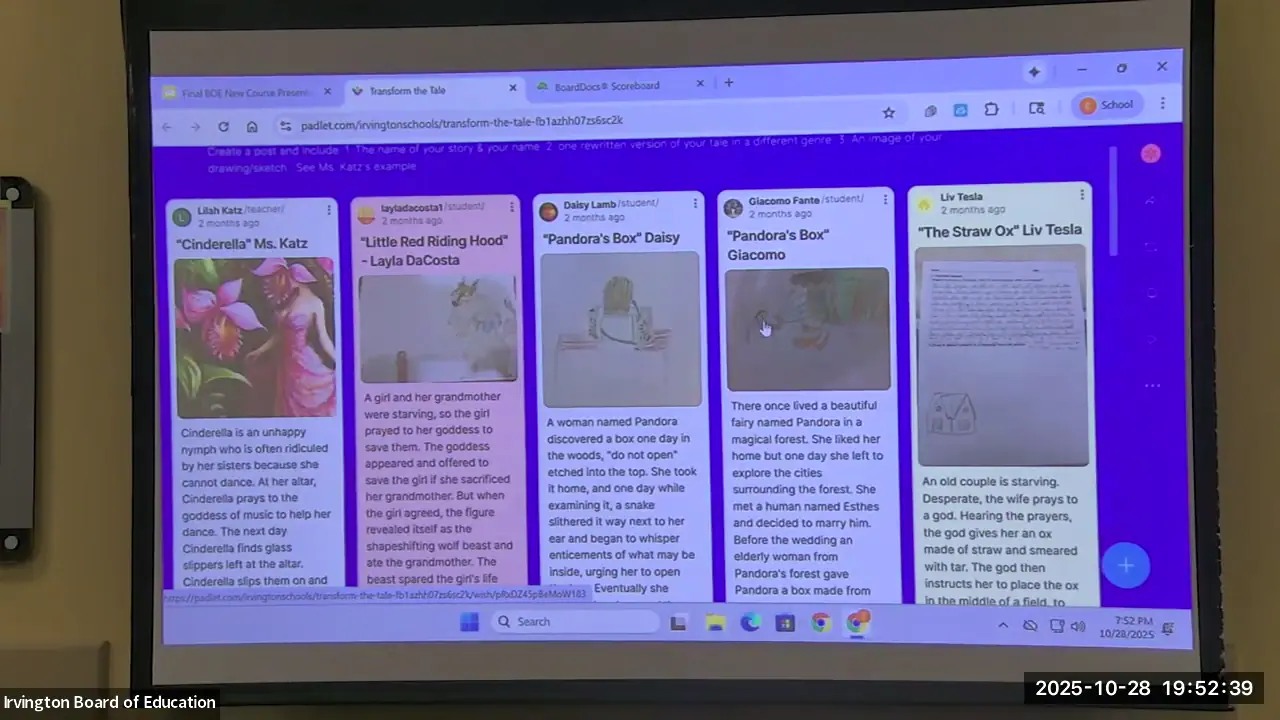 Final BOE New Course Present
Transform the Tale
BoardDocs® Scoreboard
padlet.com/irvingtonschools/transform-the-tale-fb1azhh07zs6sc2k
School
Create a post and include: 1. The name of your story & your name 2. one rewritten version of your tale in a different genre 3. An image of your
drawing/sketch. See Ms. Katz's example
Lilah Katz /teacher/
2 months ago
"Cinderella" Ms. Katz
Cinderella is an unhappy
nymph who is often ridiculed
by her sisters because she
cannot dance. At her altar,
Cinderella prays to the
goddess of music to help her
dance. The next day
Cinderella finds glass
slippers left at the altar.
Cinderella slips them on and
layladacosta1 /student/
2 months ago
"Little Red Riding Hood"
- Layla DaCosta
A girl and her grandmother
were starving, so the girl
prayed to her goddess to
save them. The goddess
appeared and offered to
save the girl if she sacrificed
her grandmother. But when
the girl agreed, the figure
revealed itself as the
shapeshifting wolf beast and
ate the grandmother. The
beast spared the girl's life
Daisy Lamb /student/
2 months ago
"Pandora's Box" Daisy
A woman named Pandora
discovered a box one day in
the woods, "do not open"
etched into the top. She took
it home, and one day while
examining it, a snake
slithered it way next to her
ear and began to whisper
enticements of what may be
inside, urging her to open
Eventually she
Giacomo Fante /student/
2 months ago
"Pandora's Box"
Giacomo
There once lived a beautiful
fairy named Pandora in a
magical forest. She liked her
home but one day she left to
explore the cities
surrounding the forest. She
met a human named Esthes
and decided to marry him.
Before the wedding an
elderly woman from
Pandora's forest gave
Pandora a box made from
Liv Tesla
2 months ago
"The Straw Ox" Liv Tesla
An old couple is starving.
Desperate, the wife prays to
a god. Hearing the prayers,
the god gives her an ox
made of straw and smeared
with tar. The god then
instructs her to place the ox
in the middle of a field, to
Search
7:52 PM
10/28/2025
Irvington Board of Education
2025-10-28 19:52:39